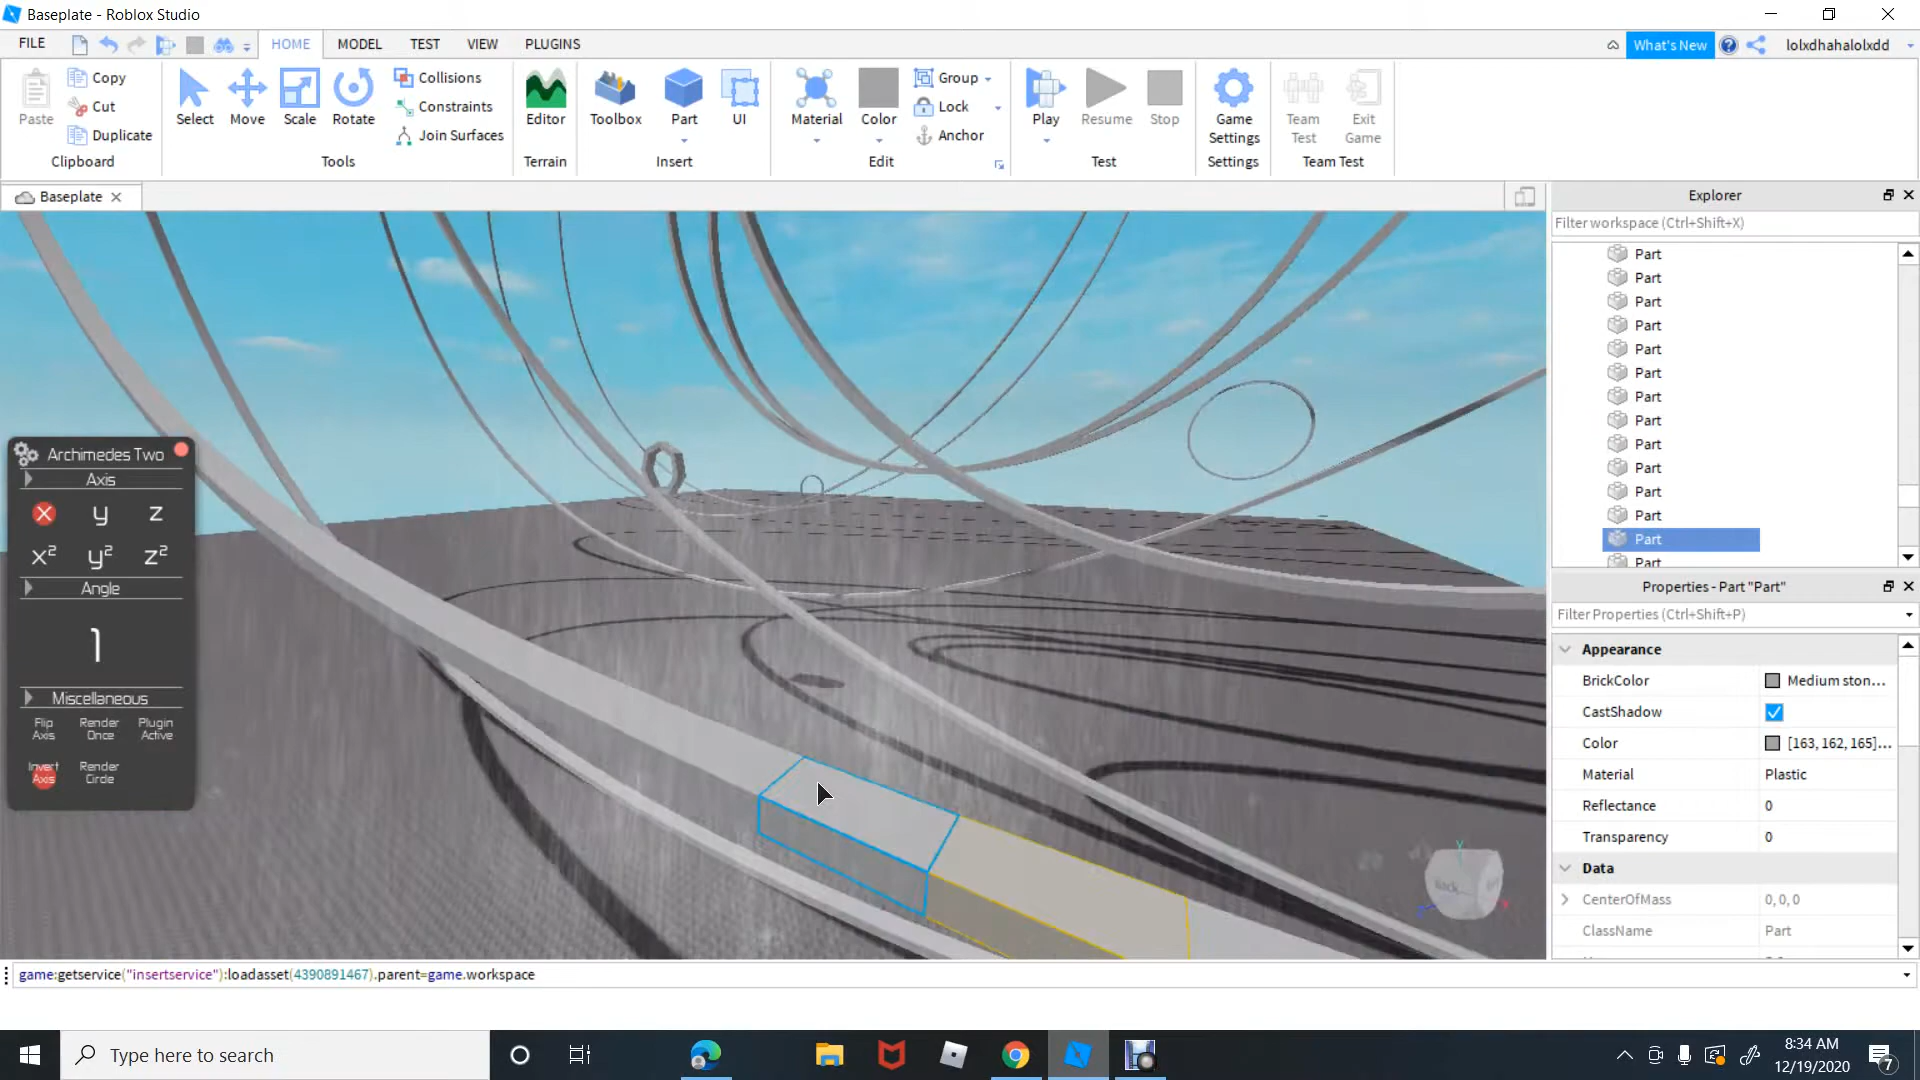 Baseplate - Roblox Studio
FILE HOME MODEL TEST VIEW PLUGINS What's New lolxdhahalolxdd
Paste Copy Cut Duplicate Clipboard
Select Move Scale Rotate Collisions Constraints Join Surfaces Tools
Editor Terrain
Toolbox Part UI Insert
Material Color Group Lock Anchor Edit
Play Resume Stop Test
Game Settings Settings
Team Test Exit Game Team Test
Baseplate
Archimedes Two
Axis
y z
x² y² z²
Angle
1
Miscellaneous
Flip Axis Render Once Plugin Active
Invert Axis Render Circle
Explorer
Filter workspace (Ctrl+Shift+X)
Part
Part
Part
Part
Part
Part
Part
Part
Part
Part
Part
Part
Part
Part
Properties - Part "Part"
Filter Properties (Ctrl+Shift+P)
Appearance
BrickColor Medium ston...
CastShadow
Color [163, 162, 165]...
Material Plastic
Reflectance 0
Transparency 0
Data
CenterOfMass 0, 0, 0
ClassName Part
game:getservice("insertservice"):loadasset(4390891467).parent=game.workspace
Type here to search
8:34 AM
12/19/2020
7